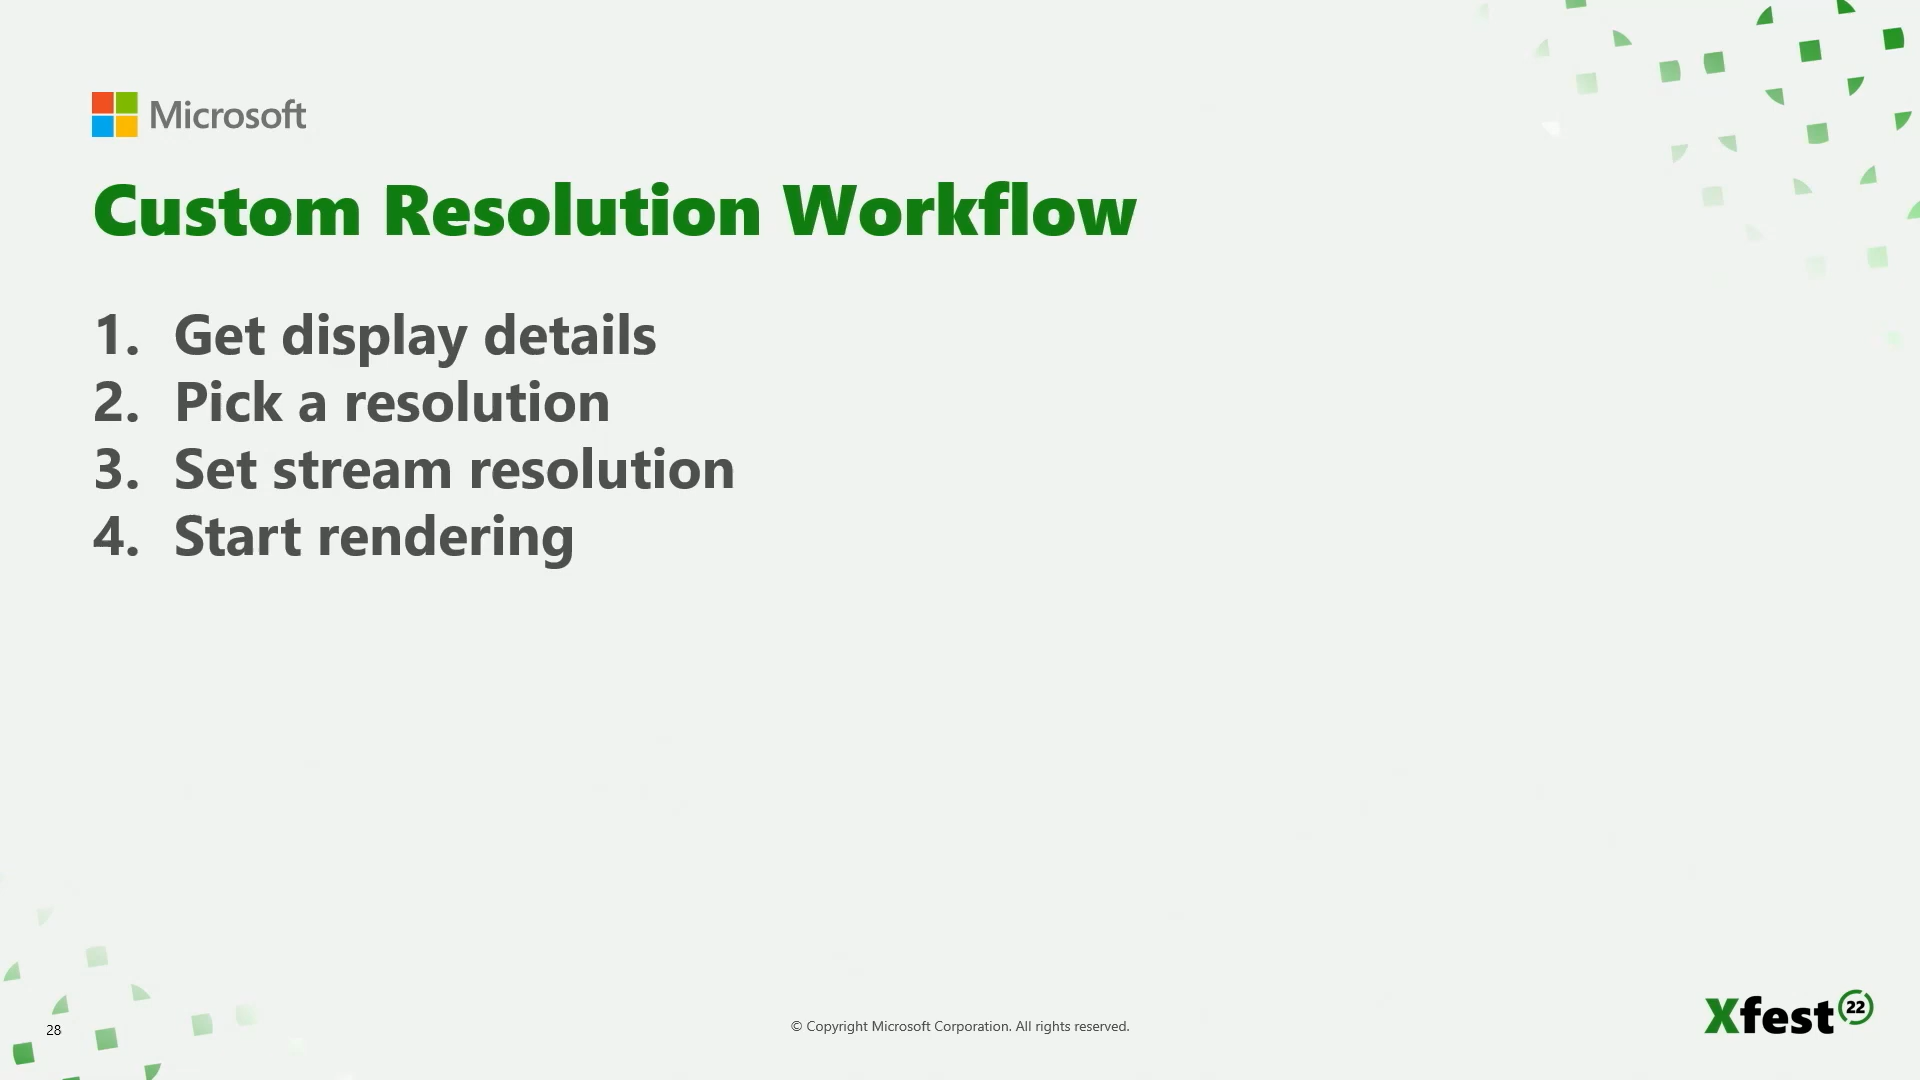 Microsoft
Custom Resolution Workflow
1. Get display details
2. Pick a resolution
3. Set stream resolution
4. Start rendering
28
© Copyright Microsoft Corporation. All rights reserved.
Xfest 22